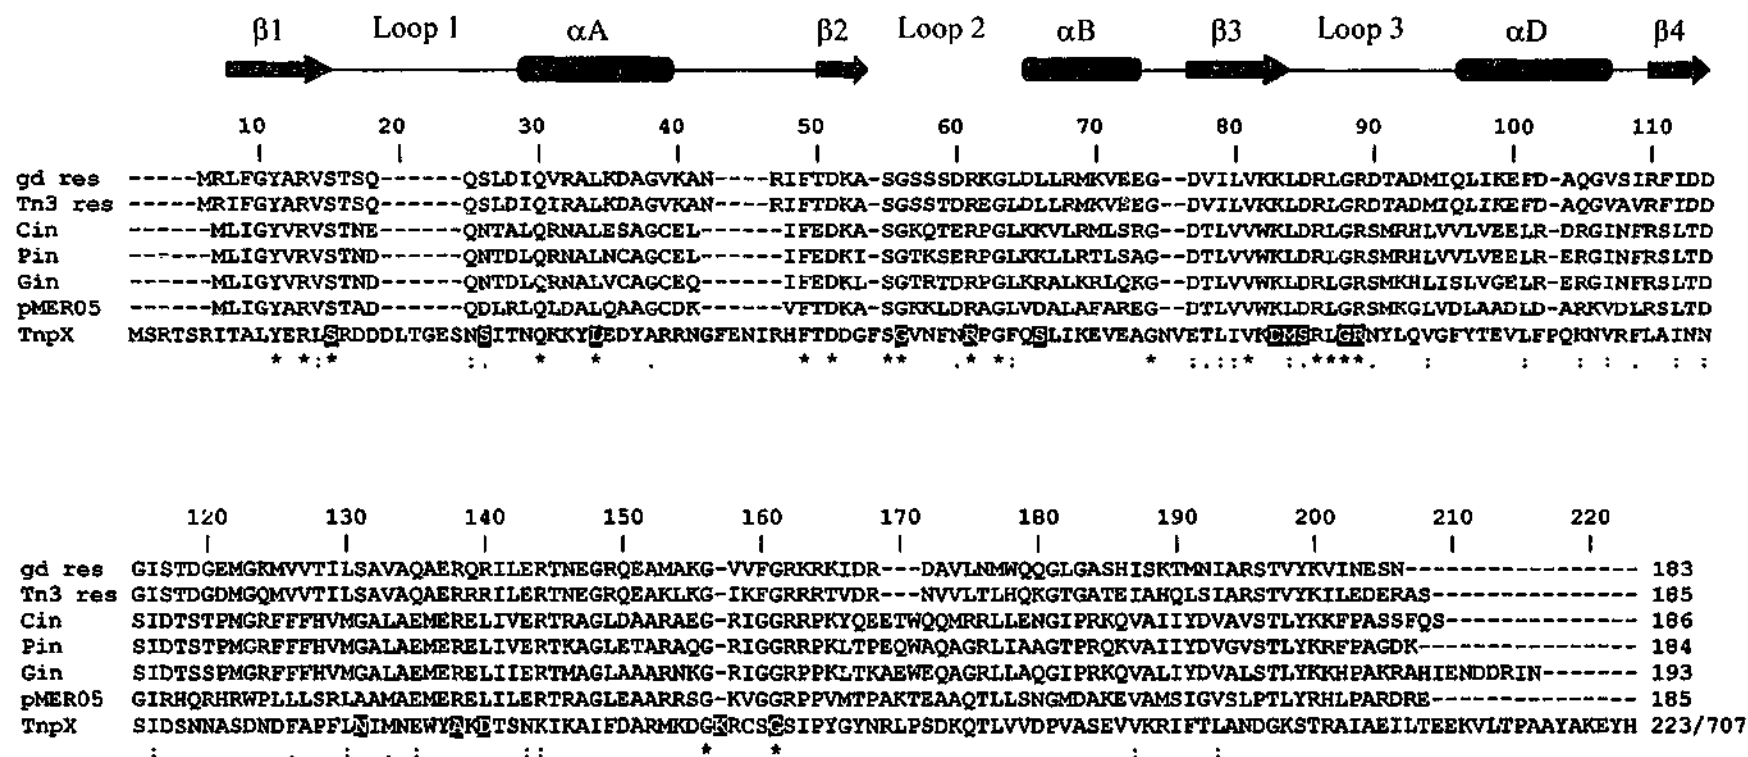 β1 Loop 1 αA β2 Loop 2 αB β3 Loop 3 αD β4
10 20 30 40 50 60 70 80 90 100 110
gd res -----MRLFGYARVSTSQ------QSLDIQVRALKDAGVKAN----RIFTDKA-SGSSSDRKGLDLLRMKVEEG--DVILVKKLDRLGRDTADMIQLIKEFD-AQGVSIRFIDD
Tn3 res -----MRIFGYARVSTSQ------QSLDIQIRALKDAGVKAN----RIFTDKA-SGSSTDREGLDLLRMKVEEG--DVILVKKLDRLGRDTADMIQLIKEFD-AQGVAVRFIDD
Cin ------MLIGYVRVSTNE------QNTALQRNALESAGCEL------IFEDKA-SGKQTERPGLKKVLRMLSRG--DTLVVWKLDRLGRSMRHLVVLVEELR-DRGINFRSLTD
Pin ------MLIGYVRVSTND------QNTDLQRNALNCAGCEL------IFEDKI-SGTKSERPGLKKLLRTLSAG--DTLVVWKLDRLGRSMRHLVVLVEELR-ERGINFRSLTD
Gin ------MLIGYVRVSTND------QNTDLQRNALVCAGCEQ------IFEDKL-SGTRTDRPGLKRALKRLQKG--DTLVVWKLDRLGRSMKHLISLVGELR-ERGINFRSLTD
pMER05 ------MLIGYARVSTAD------QDLRLQLDALQAAGCDK------VFTDKA-SGKKLDRAGLVDALAFAREG--DTLVVWKLDRLGRSMKGLVDLAADLD-ARKVDLRSLTD
TnpX MSRTSRITALYERLSRDDDLTGESNSITNQKKYLEDYARRNGFENIRHFTDDGFSGVNFNRPGFQSLIKEVEAGNVETLIVKCMSRLGRNYLQVGFYTEVLFPQKNVRFLAINN
* *:* :. * * . * * ** .* *: * :.:: * :. ****. : : : : . : :
120 130 140 150 160 170 180 190 200 210 220
gd res GISTDGEMGKMVVTILSAVAQAERQRILERTNEGRQEAMAKG-VVFGRKRKIDR---DAVLNMWQQGLGASHISKTMNIARSTVYKVINESN----------------- 183
Tn3 res GISTDGDMGQMVVTILSAVAQAERRRILERTNEGRQEAKLKG-IKFGRRRTVDR---NVVLTLHQKGTGATEIAHQLSIARSTVYKILEDERAS--------------- 185
Cin SIDTSTPMGRFFFHVMGALAEMERELIVERTRAGLDAARAEG-RIGGRRPKYQEETWQQMRRLLENGIPRKQVAIIYDVAVSTLYKKFPASSFQS-------------- 186
Pin SIDTSTPMGRFFFHVMGALAEMERELIVERTKAGLETARAQG-RIGGRRPKLTPEQWAQAGRLIAAGTPRQKVAIIYDVGVSTLYKRFPAGDK---------------- 184
Gin SIDTSSPMGRFFFHVMGALAEMERELIIERTMAGLAAARNKG-RIGGRPPKLTKAEWEQAGRLLAQGIPRKQVALIYDVALSTLYKKHPAKRAHIENDDRIN------- 193
pMER05 GIRHQRHRWPLLLSRLAAMAEMERELILERTRAGLEAARRSG-KVGGRPPVMTPAKTEAAQTLLSNGMDAKEVAMSIGVSLPTLYRHLPARDRE--------------- 185
TnpX SIDSNNASDNDFAPFLNIMNEWYAKDTSNKIKAIFDARMKDGKRCSGSIPYGYNRLPSDKQTLVVDPVASEVVKRIFTLANDGKSTRAIAEILTEEKVLTPAAYAKEYH 223/707
: . : . : :: * * : .